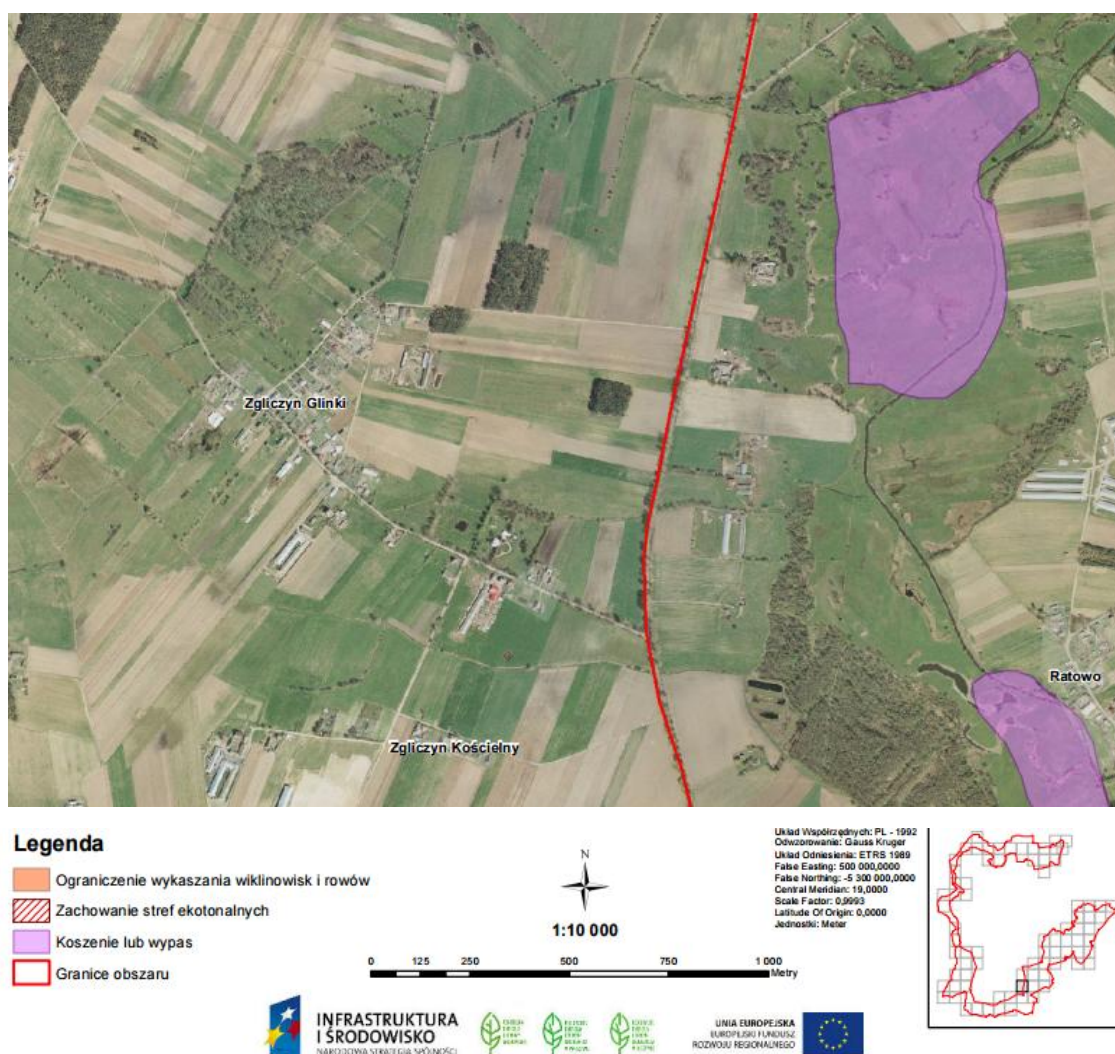 Zgliczyn Glinki
Ratowo
Zgliczyn Kościelny
Legenda
Ograniczenie wykaszania wiklinowisk i rowów
Zachowanie stref ekotonalnych
Koszenie lub wypas
Granice obszaru
N
1:10 000
0 125 250 500 750 1 000
Metry
Układ Współrzędnych: PL - 1992
Odwzorowanie: Gauss Kruger
Układ Odniesienia: ETRS 1989
False Easting: 500 000,0000
False Northing: -5 300 000,0000
Central Meridian: 19,0000
Scale Factor: 0,9993
Latitude Of Origin: 0,0000
Jednostki: Meter
INFRASTRUKTURA
I ŚRODOWISKO
NARODOWA STRATEGIA SPÓJNOŚCI
UNIA EUROPEJSKA
EUROPEJSKI FUNDUSZ
ROZWOJU REGIONALNEGO